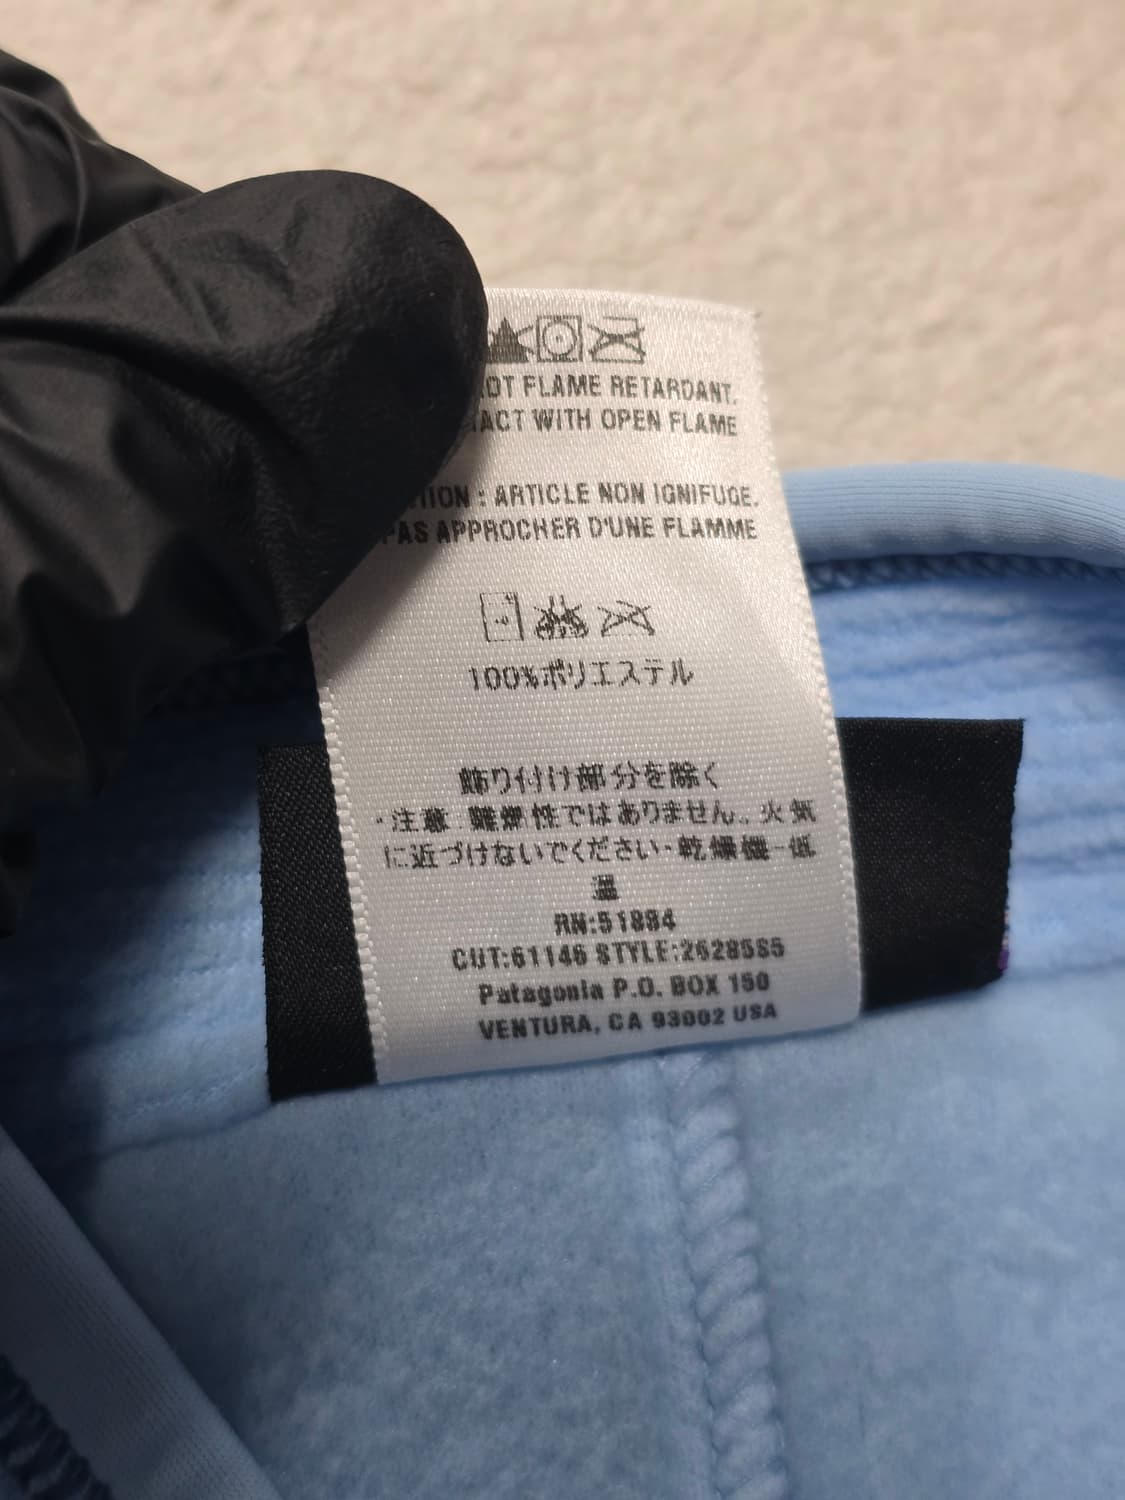 NOT FLAME RETARDANT.
WITH OPEN FLAME
: ARTICLE NON IGNIFUGE.
PAS APPROCHER D'UNE FLAMME
100%ポリエステル
飾り付け部分を除く
・注意 難燃性ではありません。火気
に近づけないでください・乾燥機-低
温
RN:51884
CUT:61146 STYLE:26285S5
Patagonia P.O. BOX 150
VENTURA, CA 93002 USA